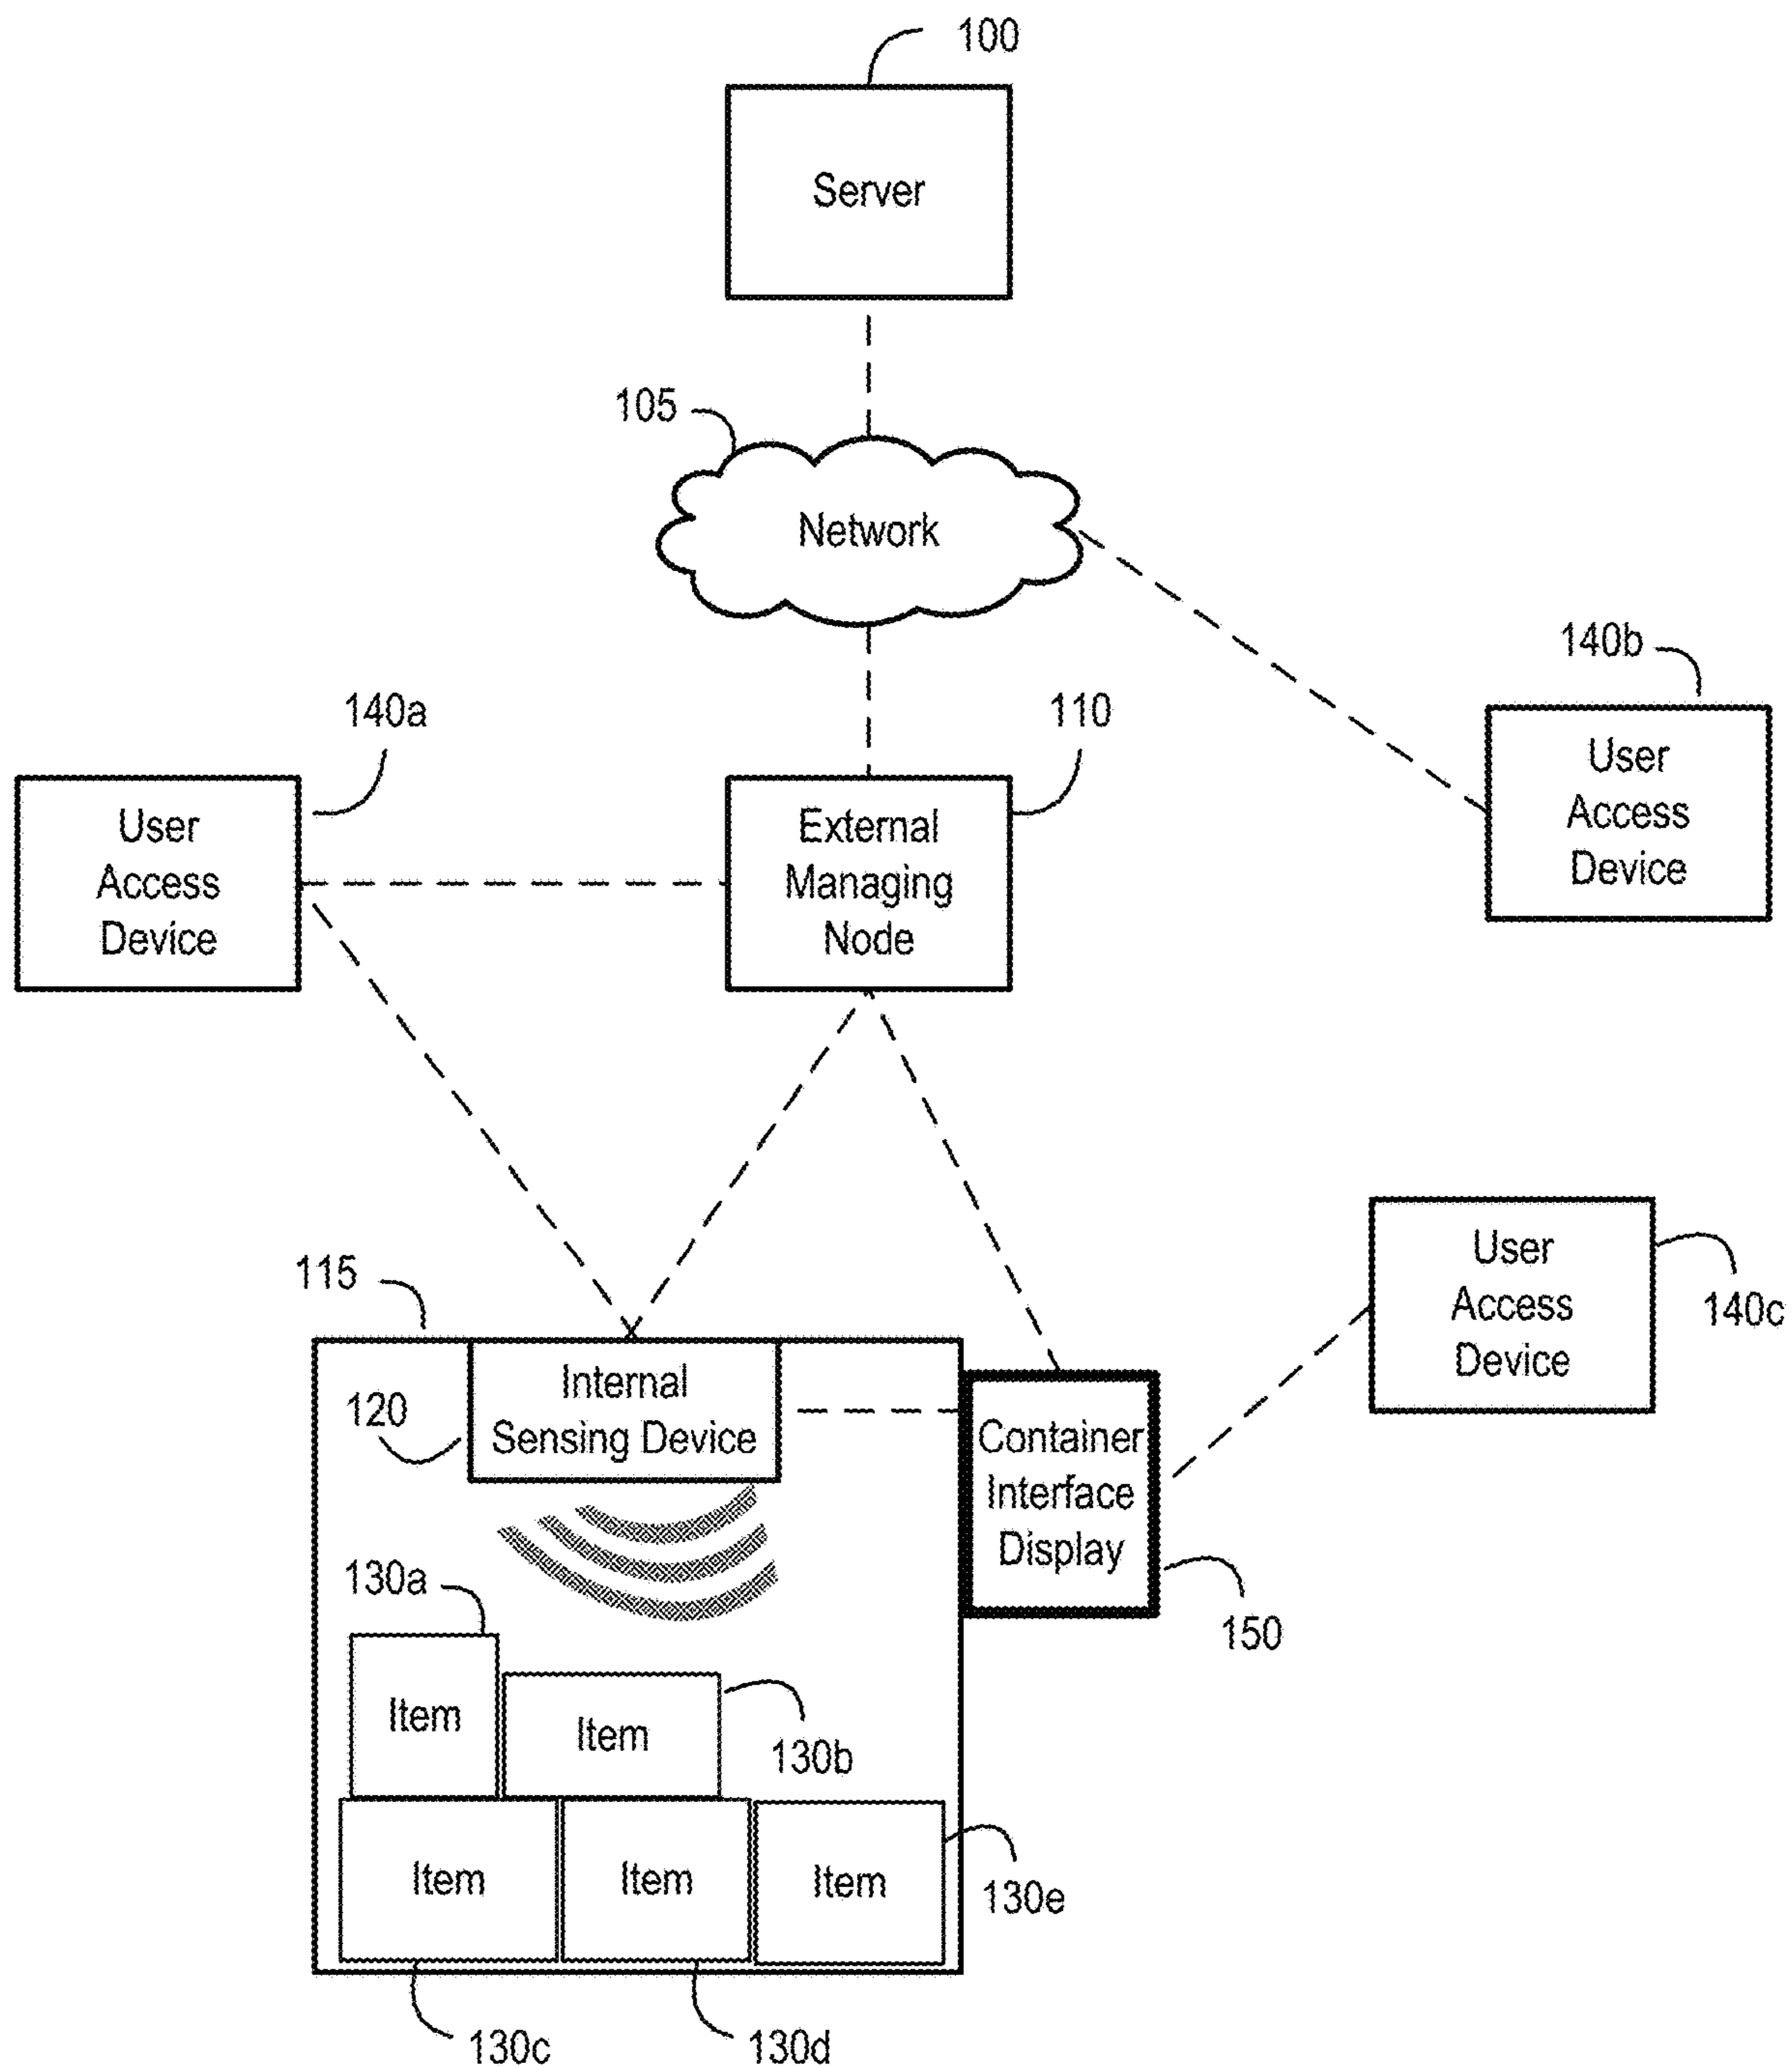 100
Server
105
Network
140b
140a
110
User
Access
Device
User
Access
Device
External
Managing
Node
115
User
Access
Device
140c
Internal
Sensing Device
120
Container
Interface
Display
130a
150
Item
Item
130b
Item
Item
Item
130e
130c
130d